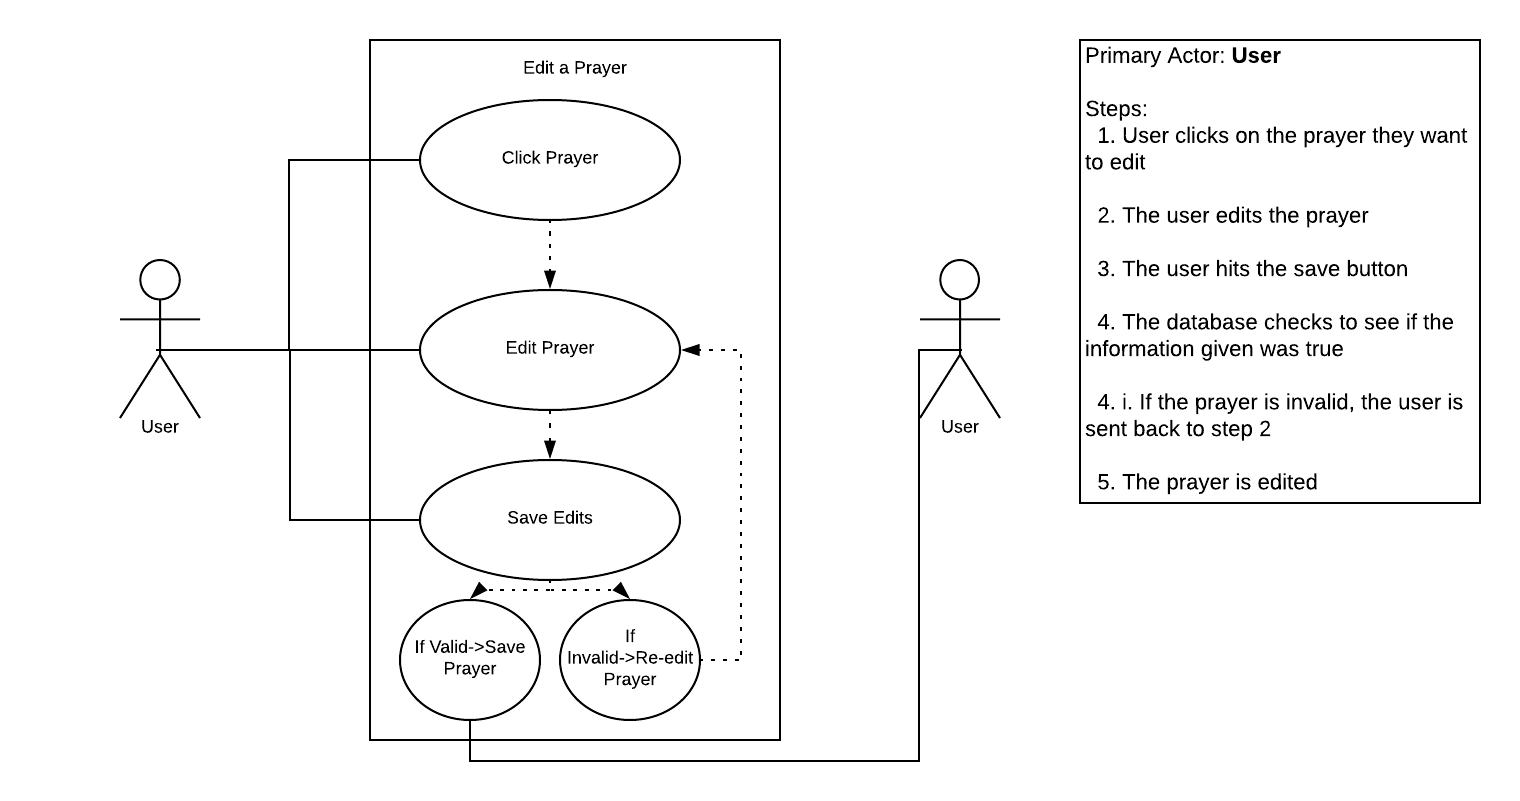 Edit a Prayer
Click Prayer
Edit Prayer
Save Edits
If Valid->Save
Prayer
If
Invalid->Re-edit
Prayer
User
User
Primary Actor: User
Steps:
1. User clicks on the prayer they want
to edit
2. The user edits the prayer
3. The user hits the save button
4. The database checks to see if the
information given was true
4. i. If the prayer is invalid, the user is
sent back to step 2
5. The prayer is edited